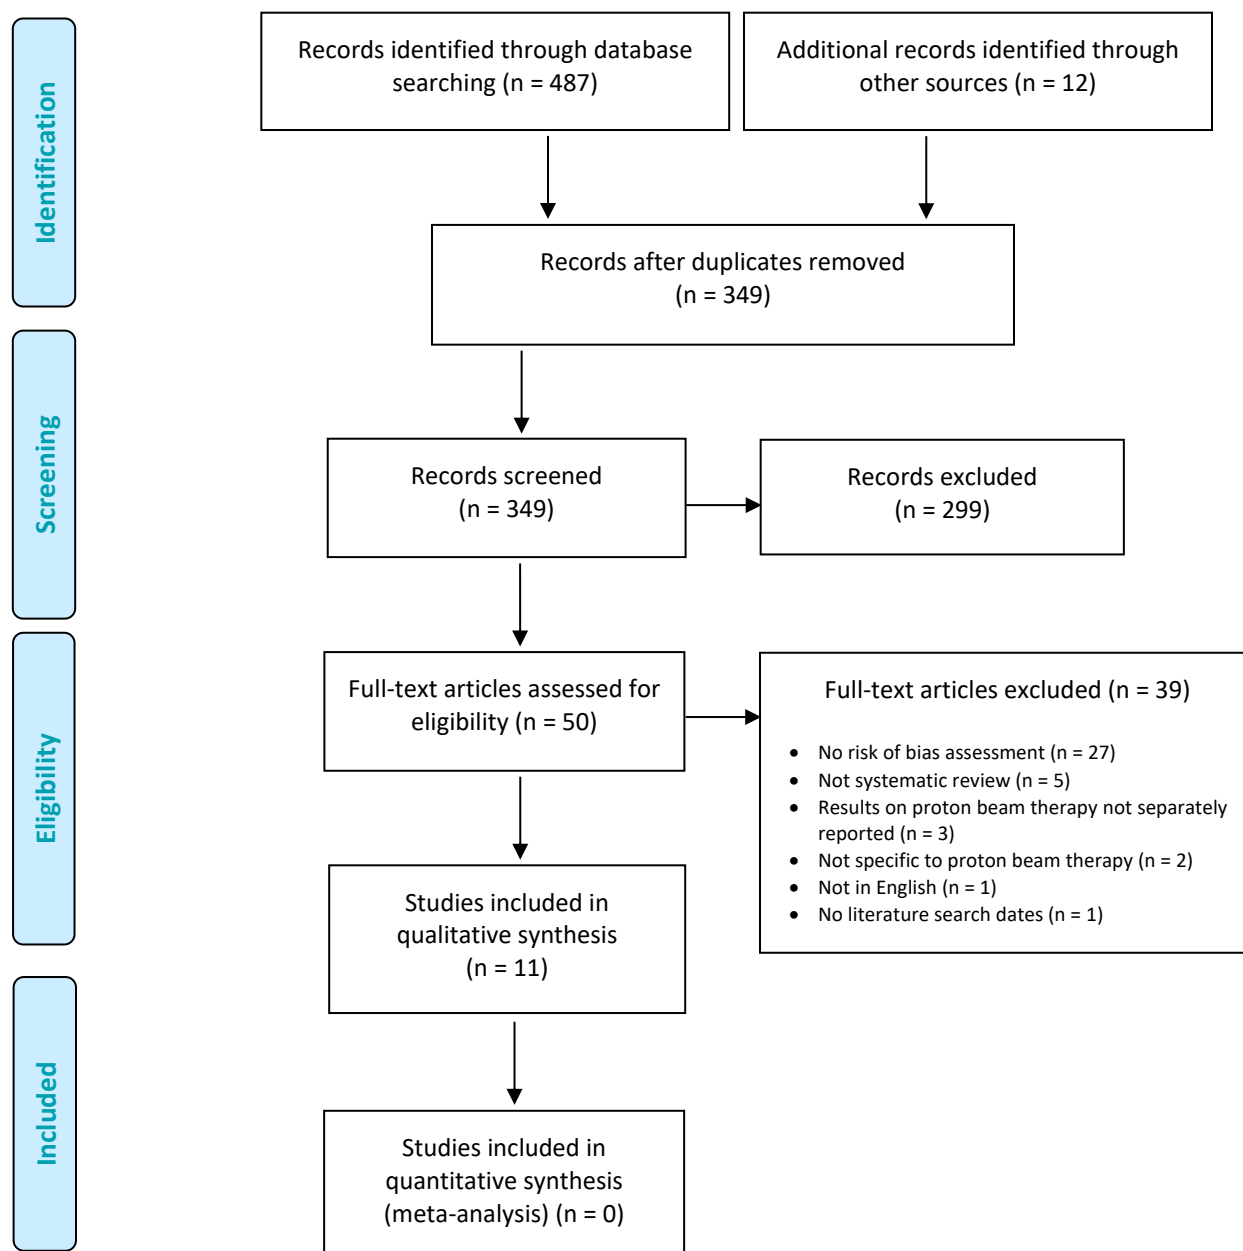 Identification
Records identified through database
searching (n = 487)
Additional records identified through
other sources (n = 12)
Records after duplicates removed
(n = 349)
Screening
Records screened
(n = 349)
Records excluded
(n = 299)
Eligibility
Full-text articles assessed for
eligibility (n = 50)
Full-text articles excluded (n = 39)
• No risk of bias assessment (n = 27)
• Not systematic review (n = 5)
• Results on proton beam therapy not separately
reported (n = 3)
• Not specific to proton beam therapy (n = 2)
• Not in English (n = 1)
• No literature search dates (n = 1)
Studies included in
qualitative synthesis
(n = 11)
Included
Studies included in
quantitative synthesis
(meta-analysis) (n = 0)